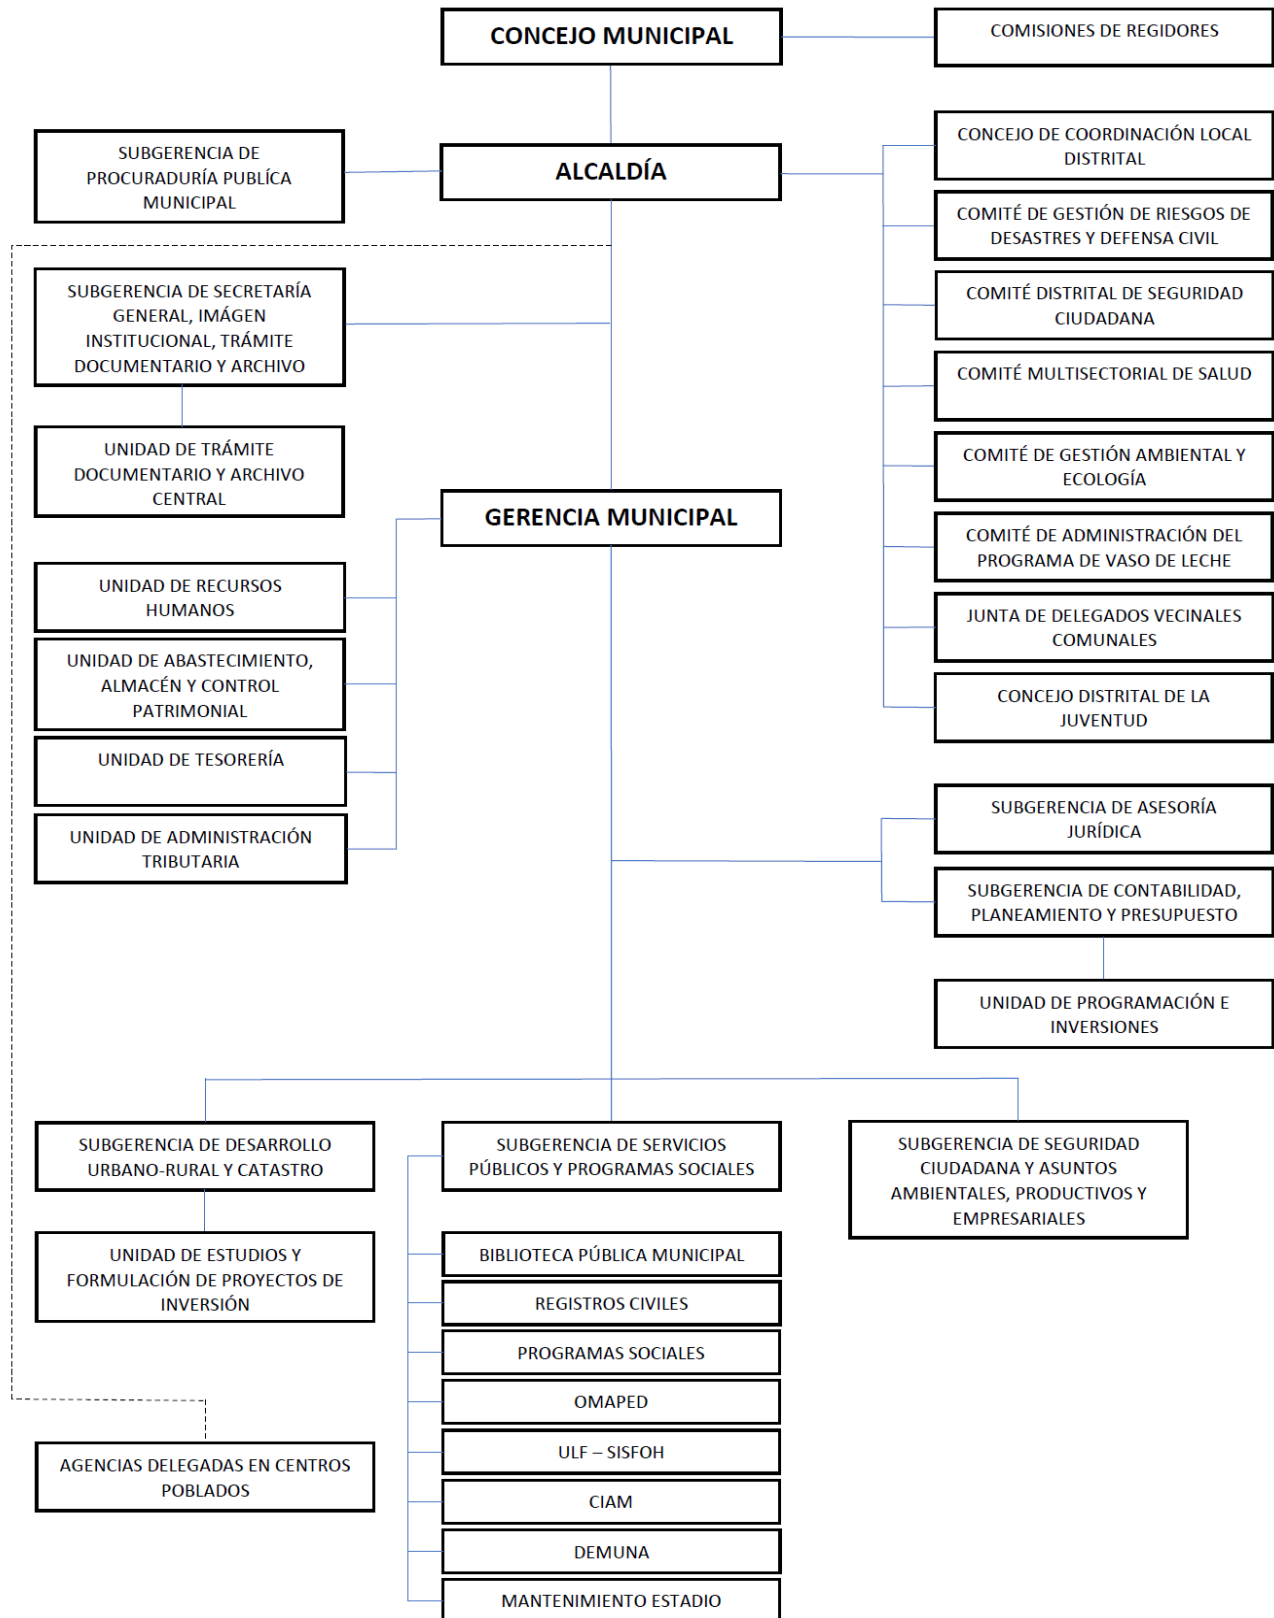 CONCEJO MUNICIPAL
COMISIONES DE REGIDORES
SUBGERENCIA DE
PROCURADURÍA PUBLÍCA
MUNICIPAL
ALCALDÍA
CONCEJO DE COORDINACIÓN LOCAL
DISTRITAL
COMITÉ DE GESTIÓN DE RIESGOS DE
DESASTRES Y DEFENSA CIVIL
SUBGERENCIA DE SECRETARÍA
GENERAL, IMÁGEN
INSTITUCIONAL, TRÁMITE
DOCUMENTARIO Y ARCHIVO
COMITÉ DISTRITAL DE SEGURIDAD
CIUDADANA
COMITÉ MULTISECTORIAL DE SALUD
UNIDAD DE TRÁMITE
DOCUMENTARIO Y ARCHIVO
CENTRAL
COMITÉ DE GESTIÓN AMBIENTAL Y
ECOLOGÍA
GERENCIA MUNICIPAL
COMITÉ DE ADMINISTRACIÓN DEL
PROGRAMA DE VASO DE LECHE
UNIDAD DE RECURSOS
HUMANOS
JUNTA DE DELEGADOS VECINALES
COMUNALES
UNIDAD DE ABASTECIMIENTO,
ALMACÉN Y CONTROL
PATRIMONIAL
CONCEJO DISTRITAL DE LA
JUVENTUD
UNIDAD DE TESORERÍA
UNIDAD DE ADMINISTRACIÓN
TRIBUTARIA
SUBGERENCIA DE ASESORÍA
JURÍDICA
SUBGERENCIA DE CONTABILIDAD,
PLANEAMIENTO Y PRESUPUESTO
UNIDAD DE PROGRAMACIÓN E
INVERSIONES
SUBGERENCIA DE DESARROLLO
URBANO-RURAL Y CATASTRO
SUBGERENCIA DE SERVICIOS
PÚBLICOS Y PROGRAMAS SOCIALES
SUBGERENCIA DE SEGURIDAD
CIUDADANA Y ASUNTOS
AMBIENTALES, PRODUCTIVOS Y
EMPRESARIALES
UNIDAD DE ESTUDIOS Y
FORMULACIÓN DE PROYECTOS DE
INVERSIÓN
BIBLIOTECA PÚBLICA MUNICIPAL
REGISTROS CIVILES
PROGRAMAS SOCIALES
OMAPED
ULF – SISFOH
AGENCIAS DELEGADAS EN CENTROS
POBLADOS
CIAM
DEMUNA
MANTENIMIENTO ESTADIO